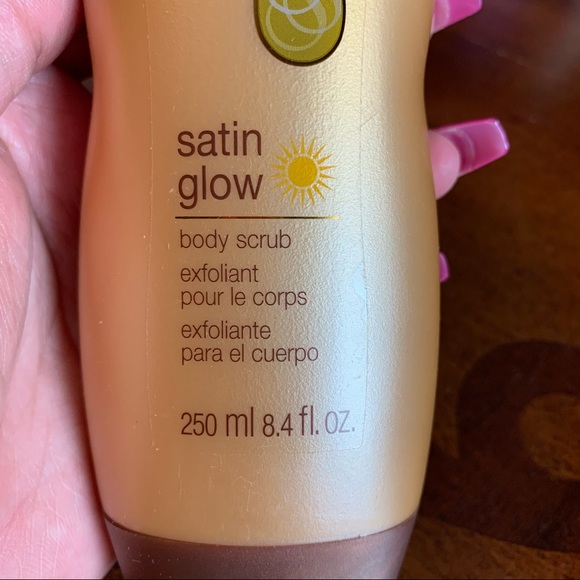 satin
glow
body scrub
exfoliant
pour le corps
exfoliante
para el cuerpo
250 ml 8.4 fl. oz.